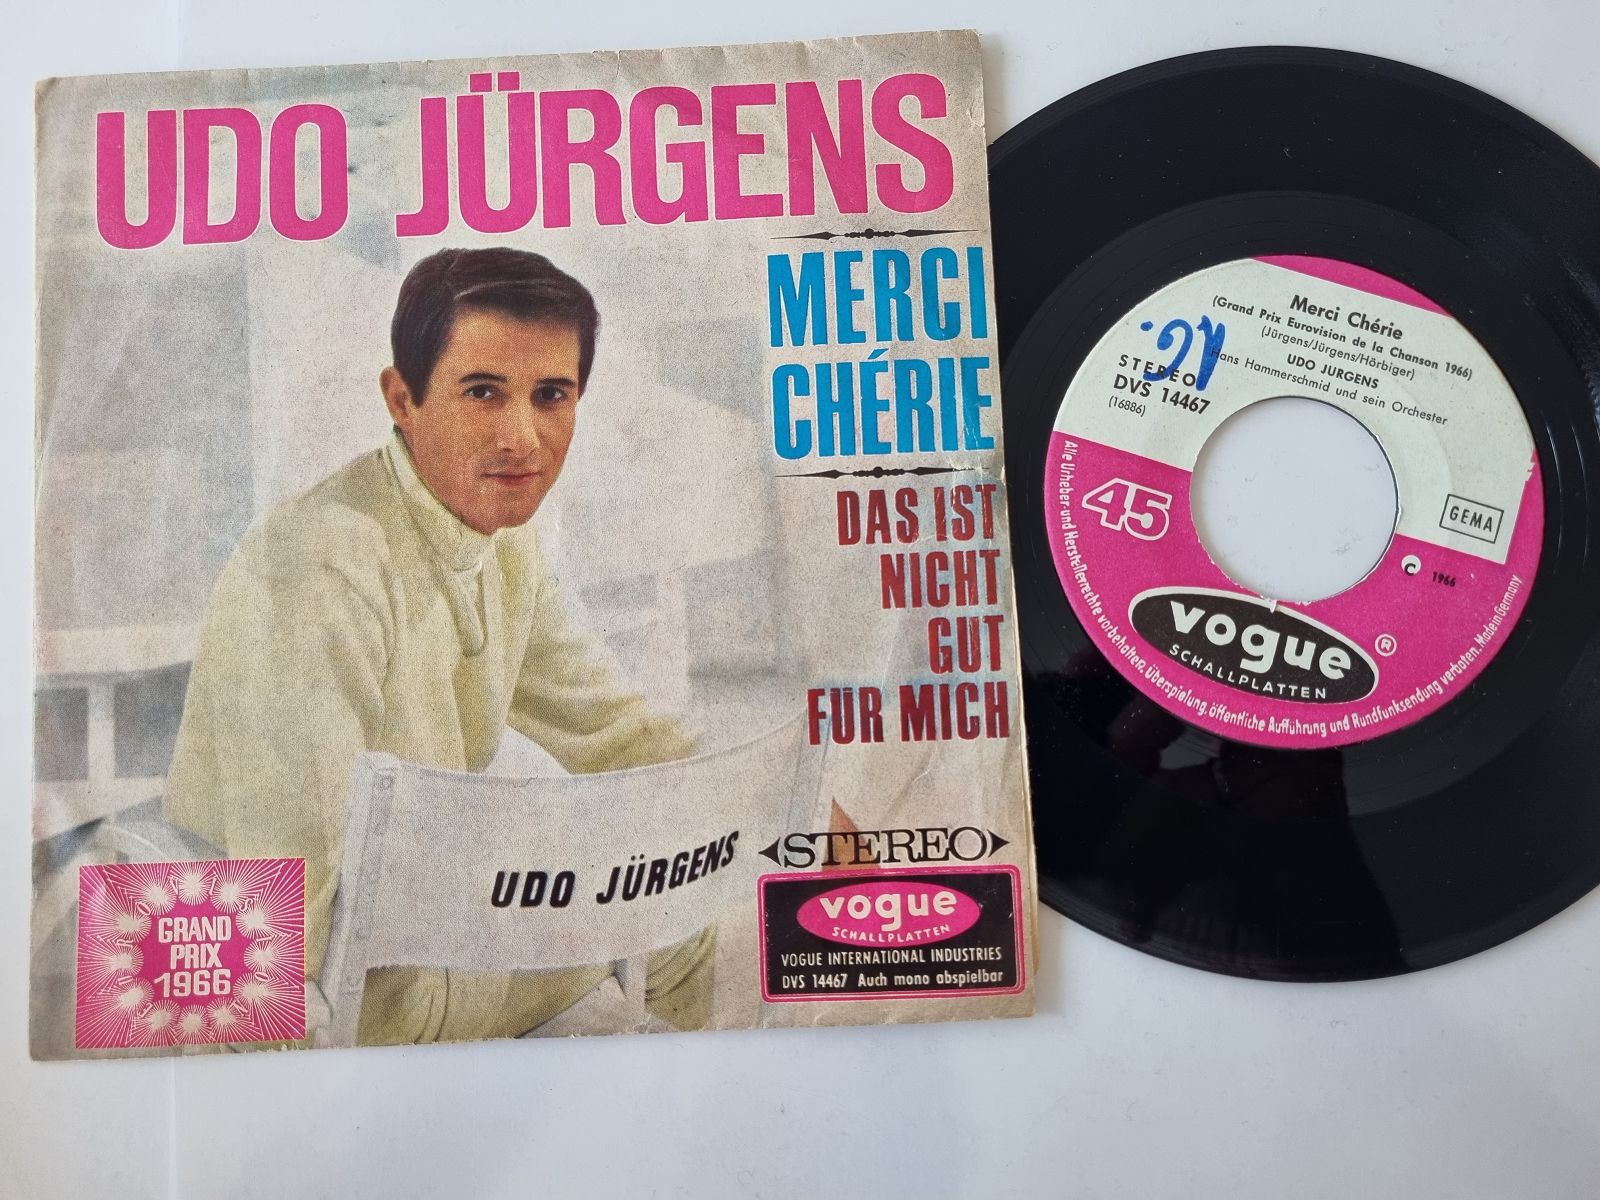 UDO JÜRGENS
MERCI
CHÉRIE
DAS IST
NICHT
GUT
FÜR MICH
UDO JÜRGENS
STEREO
vogue
SCHALLPLATTEN
VOGUE INTERNATIONAL INDUSTRIES
DVS 14467 Auch mono abspielbar
GRAND
PRIX
1966
Merci Chérie
(Grand Prix Eurovision de la Chanson 1966)
(Jürgens/Jürgens/Hörbiger)
UDO JURGENS
Hans Hammerschmid und sein Orchester
STEREO
DVS 14467
(16886)
45
GEMA
C 1966
vogue ®
SCHALLPLATTEN
Alle Urheber-und Herstellerrechte vorbehalten. Überspielung, öffentliche Aufführung und Rundfunksendung verboten. Made in Germany